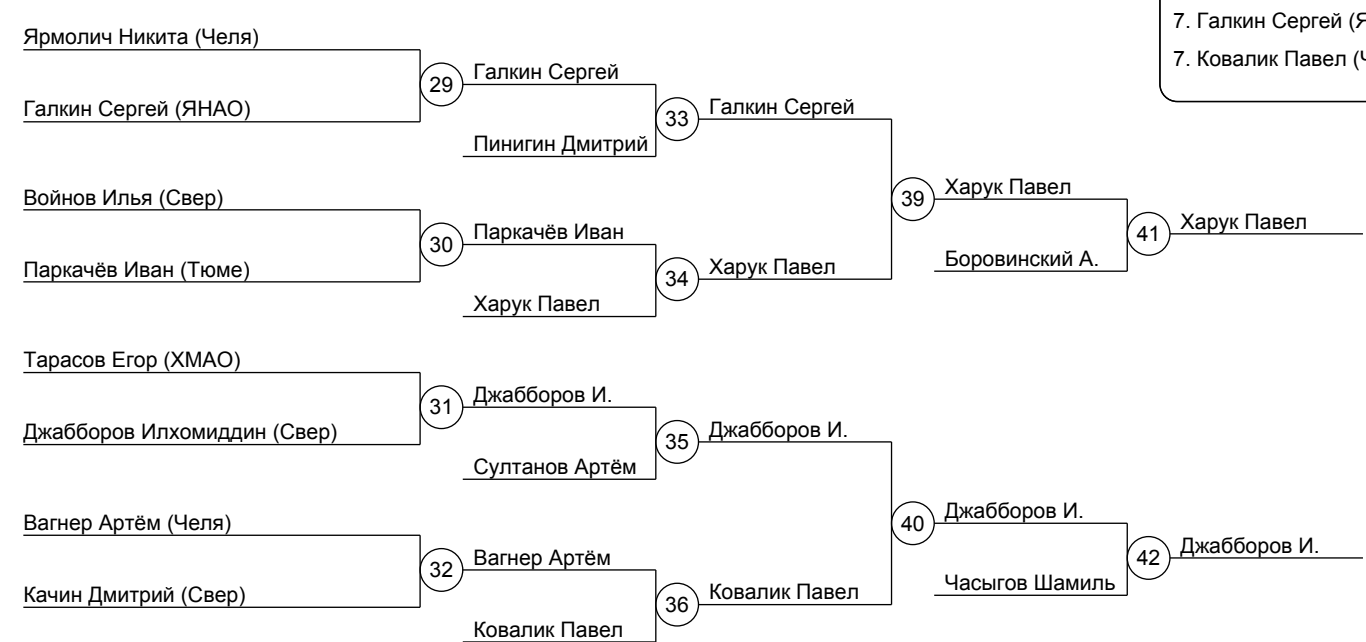 7. Галкин Сергей (Я
7. Ковалик Павел (
Ярмолич Никита (Челя)
29
Галкин Сергей
Галкин Сергей (ЯНАО)
33
Галкин Сергей
Пинигин Дмитрий
Войнов Илья (Свер)
39
Харук Павел
30
Паркачёв Иван
41
Харук Павел
Паркачёв Иван (Тюме)
34
Харук Павел
Боровинский А.
Харук Павел
Тарасов Егор (ХМАО)
31
Джабборов И.
Джабборов Илхомиддин (Свер)
35
Джабборов И.
Султанов Артём
Вагнер Артём (Челя)
40
Джабборов И.
32
Вагнер Артём
42
Джабборов И.
Качин Дмитрий (Свер)
36
Ковалик Павел
Часыгов Шамиль
Ковалик Павел